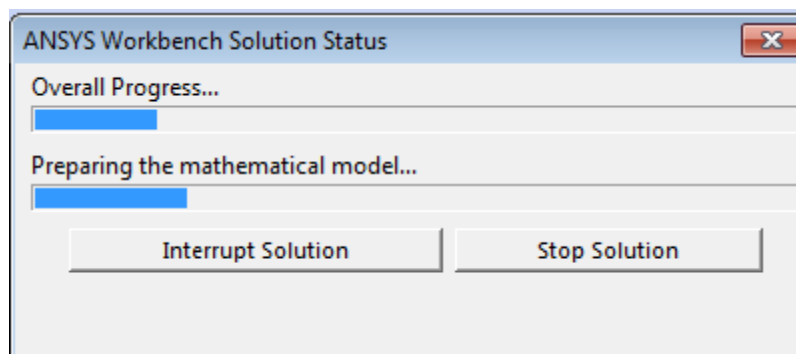 ANSYS Workbench Solution Status
Overall Progress...
Preparing the mathematical model...
Interrupt Solution
Stop Solution